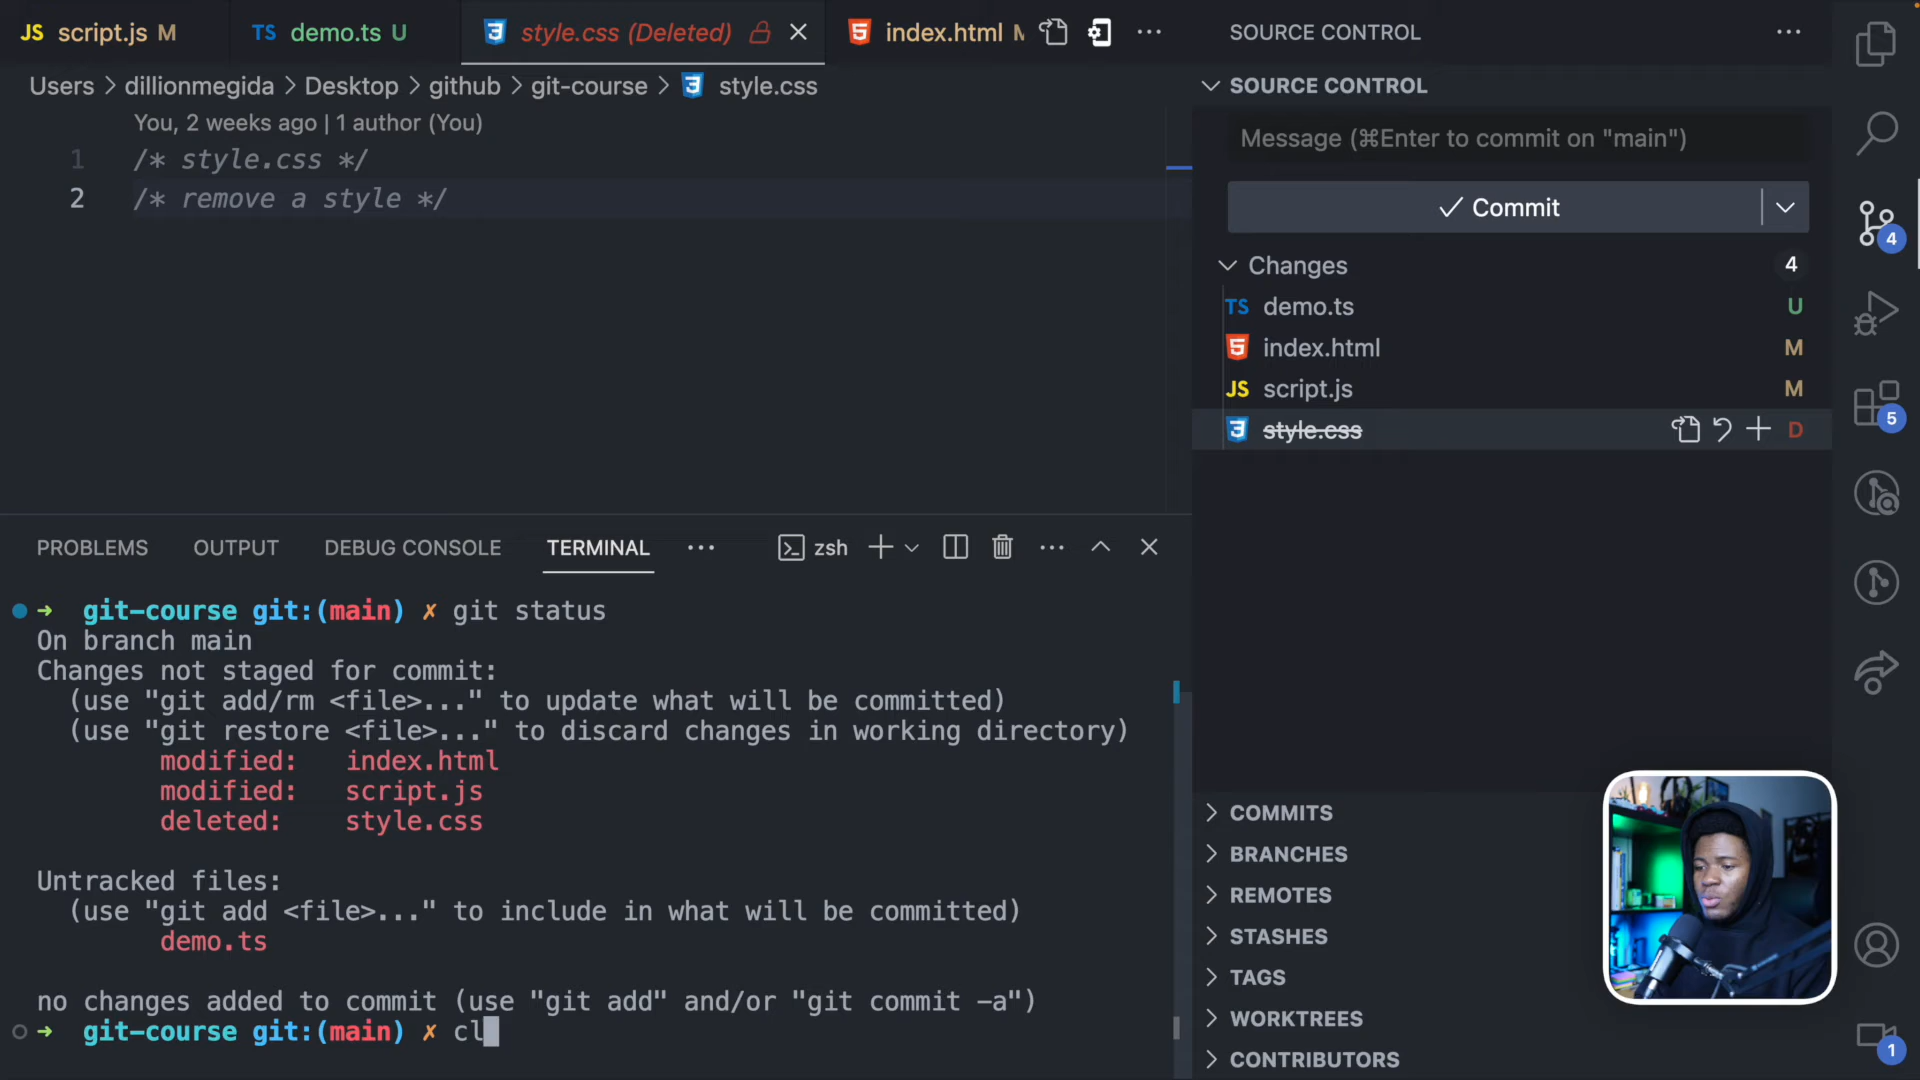 JS script.js M
TS demo.ts U
style.css (Deleted)
index.html M
SOURCE CONTROL
Users > dillionmegida > Desktop > github > git-course > style.css
SOURCE CONTROL
You, 2 weeks ago | 1 author (You)
1 /* style.css */
2 /* remove a style */
Message (⌘Enter to commit on "main")
Commit
Changes 4
TS demo.ts U
index.html M
JS script.js M
style.css D
4
5
PROBLEMS OUTPUT DEBUG CONSOLE TERMINAL zsh
➜ git-course git:(main) ✗ git status
On branch main
Changes not staged for commit:
(use "git add/rm <file>..." to update what will be committed)
(use "git restore <file>..." to discard changes in working directory)
modified: index.html
modified: script.js
deleted: style.css
Untracked files:
(use "git add <file>..." to include in what will be committed)
demo.ts
no changes added to commit (use "git add" and/or "git commit -a")
➜ git-course git:(main) ✗ cl
COMMITS
BRANCHES
REMOTES
STASHES
TAGS
WORKTREES
CONTRIBUTORS
1